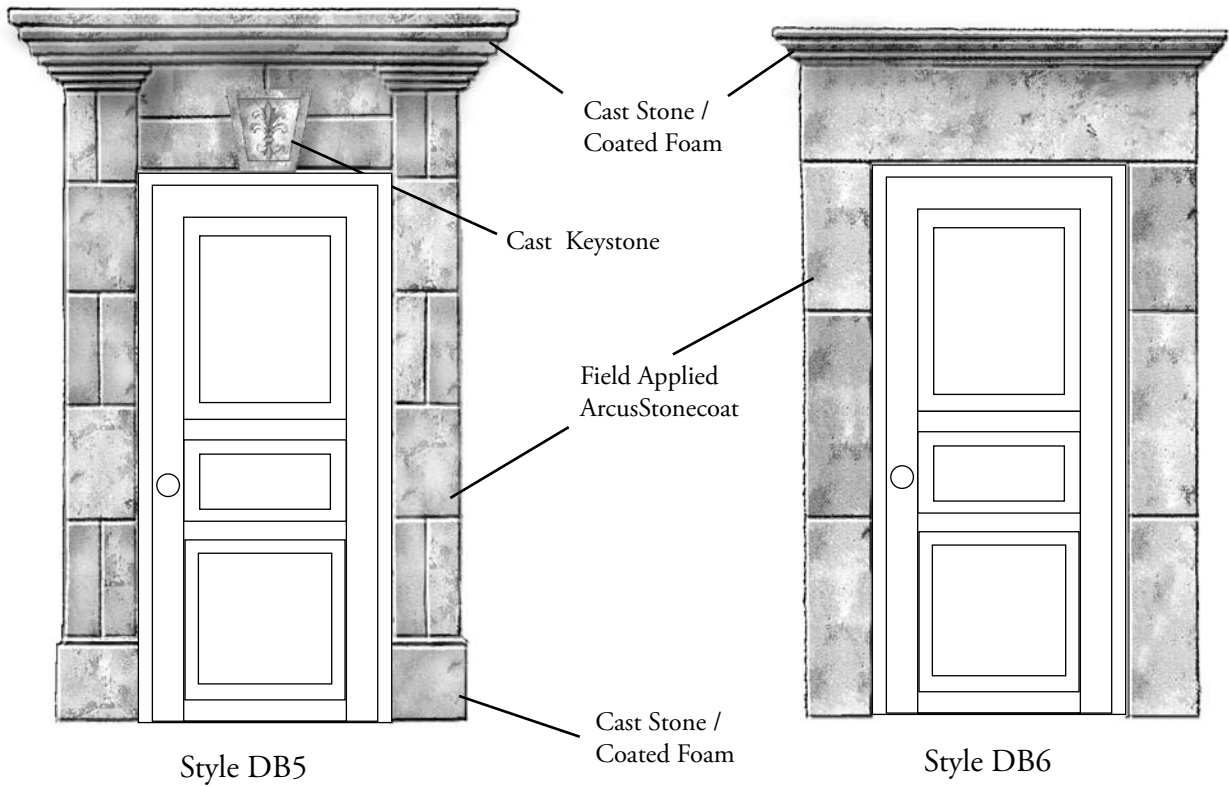 Cast Stone /
Coated Foam
Cast Keystone
Field Applied
ArcusStonecoat
Cast Stone /
Coated Foam
Style DB5
Style DB6